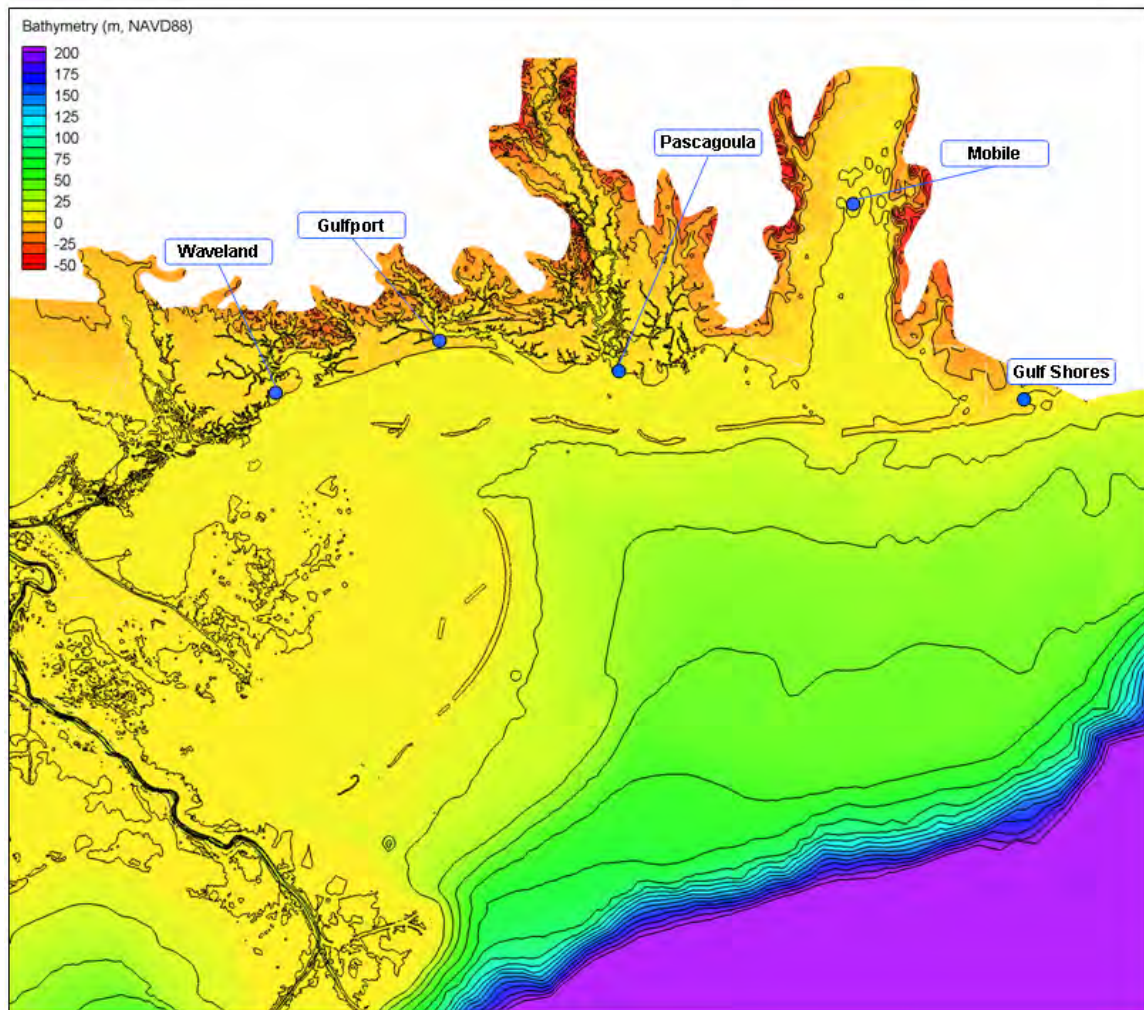 Bathymetry (m, NAVD88)
200
175
150
125
100
75
50
25
0
-25
-50
Pascagoula
Mobile
Gulfport
Waveland
Gulf Shores